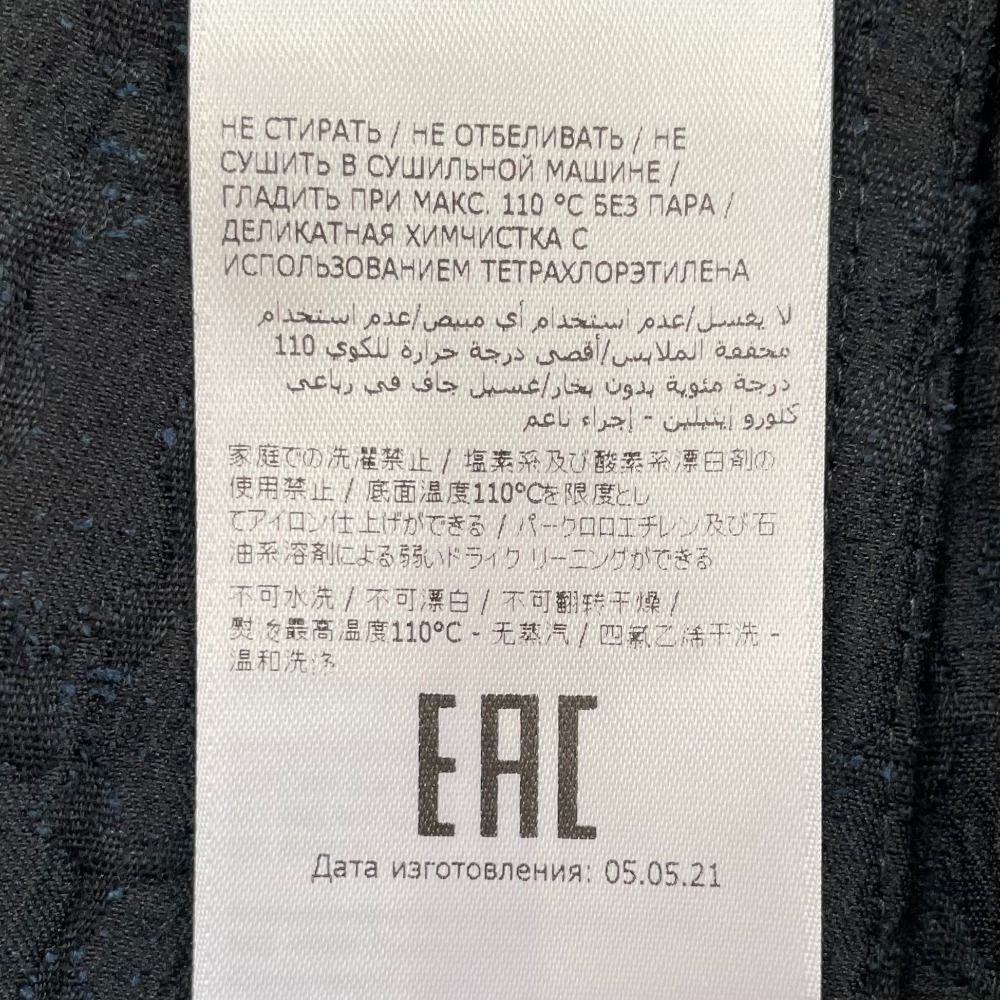 НЕ СТИРАТЬ / НЕ ОТБЕЛИВАТЬ / НЕ
СУШИТЬ В СУШИЛЬНОЙ МАШИНЕ /
ГЛАДИТЬ ПРИ МАКС. 110 °C БЕЗ ПАРА /
ДЕЛИКАТНАЯ ХИМЧИСТКА С
ИСПОЛЬЗОВАНИЕМ ТЕТРАХЛОРЭТИЛЕНА
لا يغسل/عدم استخدام أي مبيض/عدم استخدام
مجففة الملابس/أقصى درجة حرارة للكوي 110
درجة مئوية بدون بخار/غسيل جاف في رباعي
كلورو إيثيلين - إجراء ناعم
家庭での洗濯禁止 / 塩素系及び酸素系漂白剤の
使用禁止 / 底面温度110°Cを限度とし
てアイロン仕上げができる / パークロロエチレン及び石
油系溶剤による弱いドライクリーニングができる
不可水洗 / 不可漂白 / 不可翻转干燥 /
熨烫最高温度110°C - 无蒸汽 / 四氯乙烯干洗 -
温和洗涤
EAC
Дата изготовления: 05.05.21